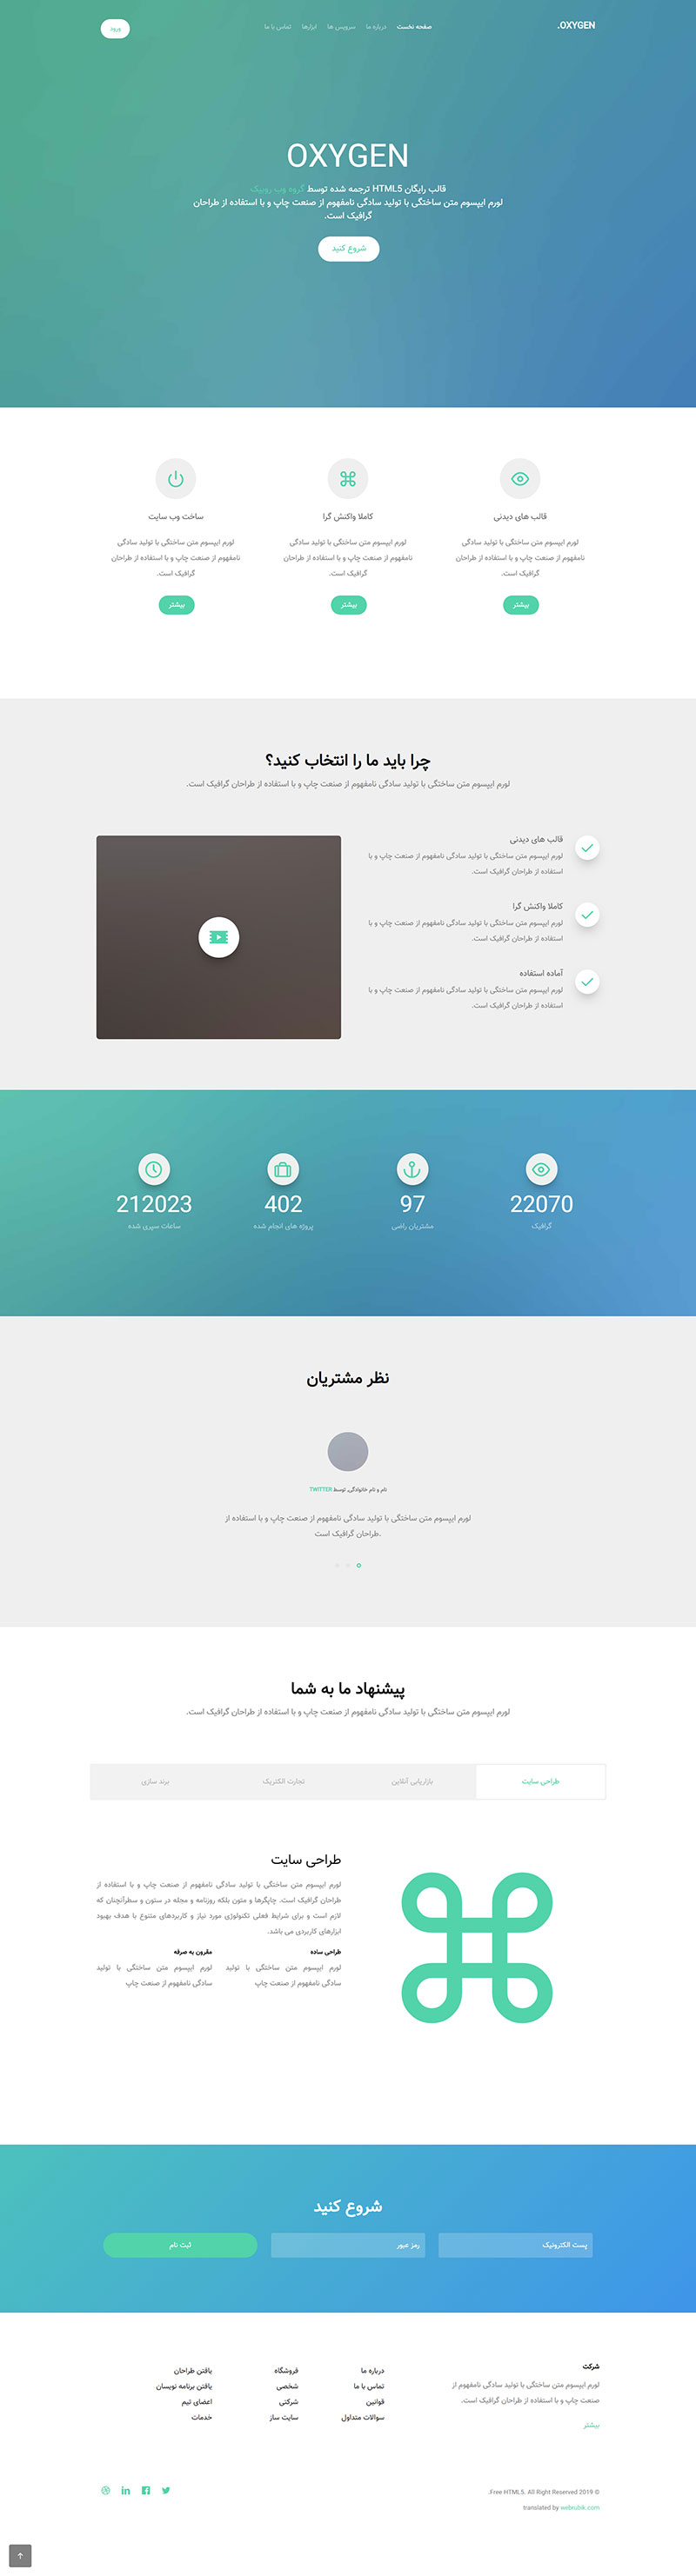 OXYGEN.
صفحه نخست
درباره ما
سرویس ها
ابزارها
تماس با ما
ورود
OXYGEN
قالب رایگان HTML5 ترجمه شده توسط گروه وب روبیک
لورم ایپسوم متن ساختگی با تولید سادگی نامفهوم از صنعت چاپ و با استفاده از طراحان
گرافیک است.
شروع کنید
قالب های دیدنی
لورم ایپسوم متن ساختگی با تولید سادگی
نامفهوم از صنعت چاپ و با استفاده از طراحان
گرافیک است.
بیشتر
کاملا واکنش گرا
لورم ایپسوم متن ساختگی با تولید سادگی
نامفهوم از صنعت چاپ و با استفاده از طراحان
گرافیک است.
بیشتر
ساخت وب سایت
لورم ایپسوم متن ساختگی با تولید سادگی
نامفهوم از صنعت چاپ و با استفاده از طراحان
گرافیک است.
بیشتر
چرا باید ما را انتخاب کنید؟
لورم ایپسوم متن ساختگی با تولید سادگی نامفهوم از صنعت چاپ و با استفاده از طراحان گرافیک است.
قالب های دیدنی
لورم ایپسوم متن ساختگی با تولید سادگی نامفهوم از صنعت چاپ و با
استفاده از طراحان گرافیک است.
کاملا واکنش گرا
لورم ایپسوم متن ساختگی با تولید سادگی نامفهوم از صنعت چاپ و با
استفاده از طراحان گرافیک است.
آماده استفاده
لورم ایپسوم متن ساختگی با تولید سادگی نامفهوم از صنعت چاپ و با
استفاده از طراحان گرافیک است.
22070
گرافیک
97
مشتریان راضی
402
پروژه های انجام شده
212023
ساعات سپری شده
نظر مشتریان
نام و نام خانوادگی, توسط TWITTER
لورم ایپسوم متن ساختگی با تولید سادگی نامفهوم از صنعت چاپ و با استفاده از
.طراحان گرافیک است
پیشنهاد ما به شما
لورم ایپسوم متن ساختگی با تولید سادگی نامفهوم از صنعت چاپ و با استفاده از طراحان گرافیک است.
طراحی سایت
بازاریابی آنلاین
تجارت الکتریک
برند سازی
طراحی سایت
لورم ایپسوم متن ساختگی با تولید سادگی نامفهوم از صنعت چاپ و با استفاده از
طراحان گرافیک است. چاپگرها و متون بلکه روزنامه و مجله در ستون و سطرآنچنان که
لازم است و برای شرایط فعلی تکنولوژی مورد نیاز و کاربردهای متنوع با هدف بهبود
ابزارهای کاربردی می باشد.
طراحی ساده
لورم ایپسوم متن ساختگی با تولید
سادگی نامفهوم از صنعت چاپ
مقرون به صرفه
لورم ایپسوم متن ساختگی با تولید
سادگی نامفهوم از صنعت چاپ
شروع کنید
پست الکترونیک
رمز عبور
ثبت نام
شرکت
لورم ایپسوم متن ساختگی با تولید سادگی نامفهوم از
صنعت چاپ و با استفاده از طراحان گرافیک است.
بیشتر
درباره ما
تماس با ما
قوانین
سوالات متداول
فروشگاه
شخصی
شرکتی
سایت ساز
یافتن طراحان
یافتن برنامه نویسان
اعضای تیم
خدمات
.Free HTML5. All Right Reserved 2019 ©
translated by webrubik.com